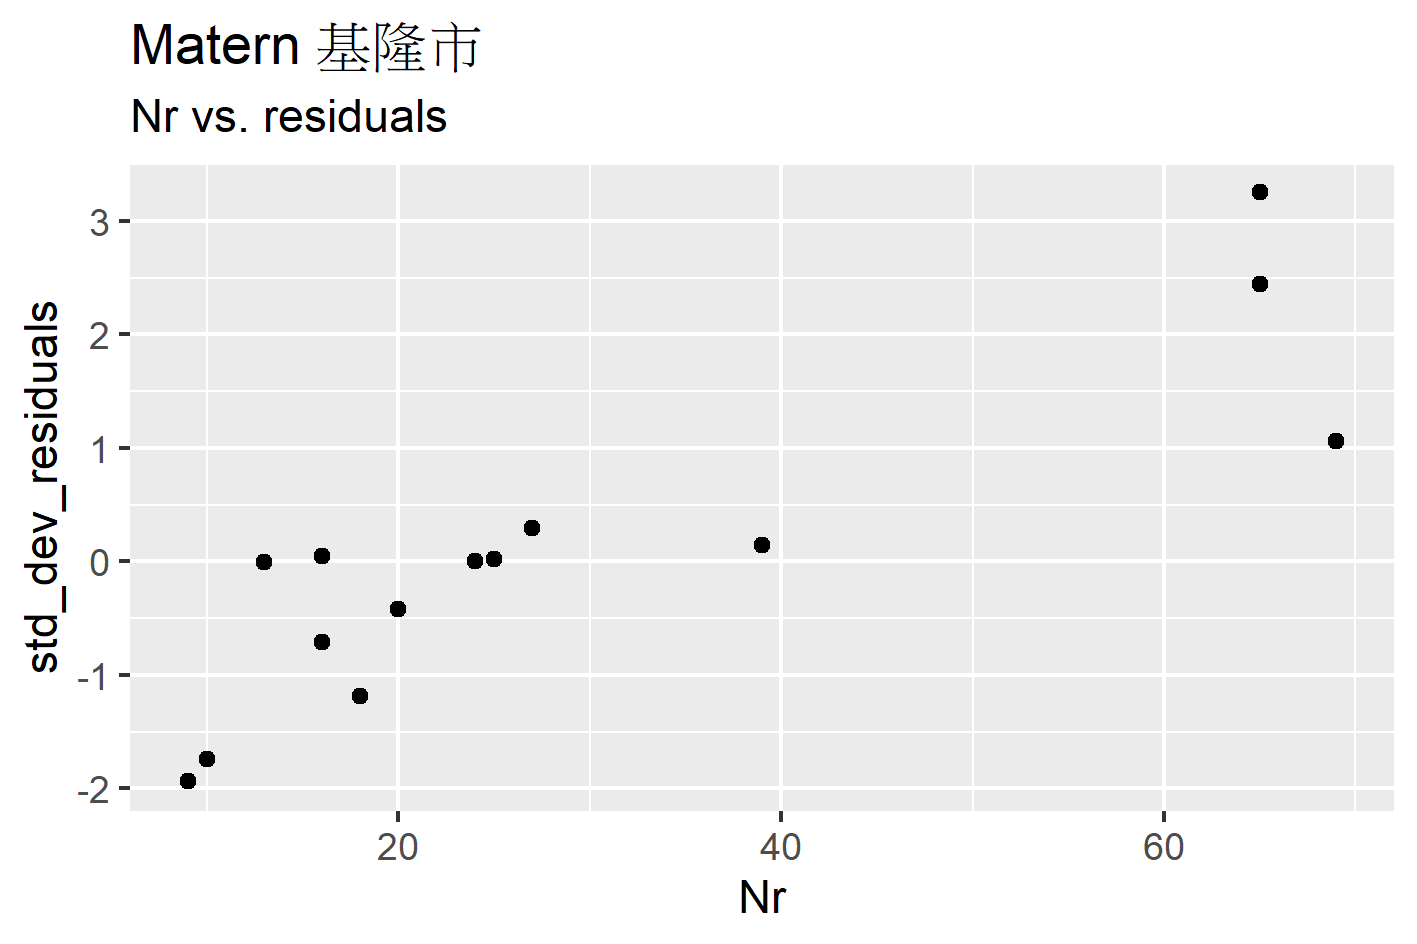 Matern 基隆市
Nr vs. residuals
3
2
1
0
-1
-2
std_dev_residuals
20 40 60
Nr